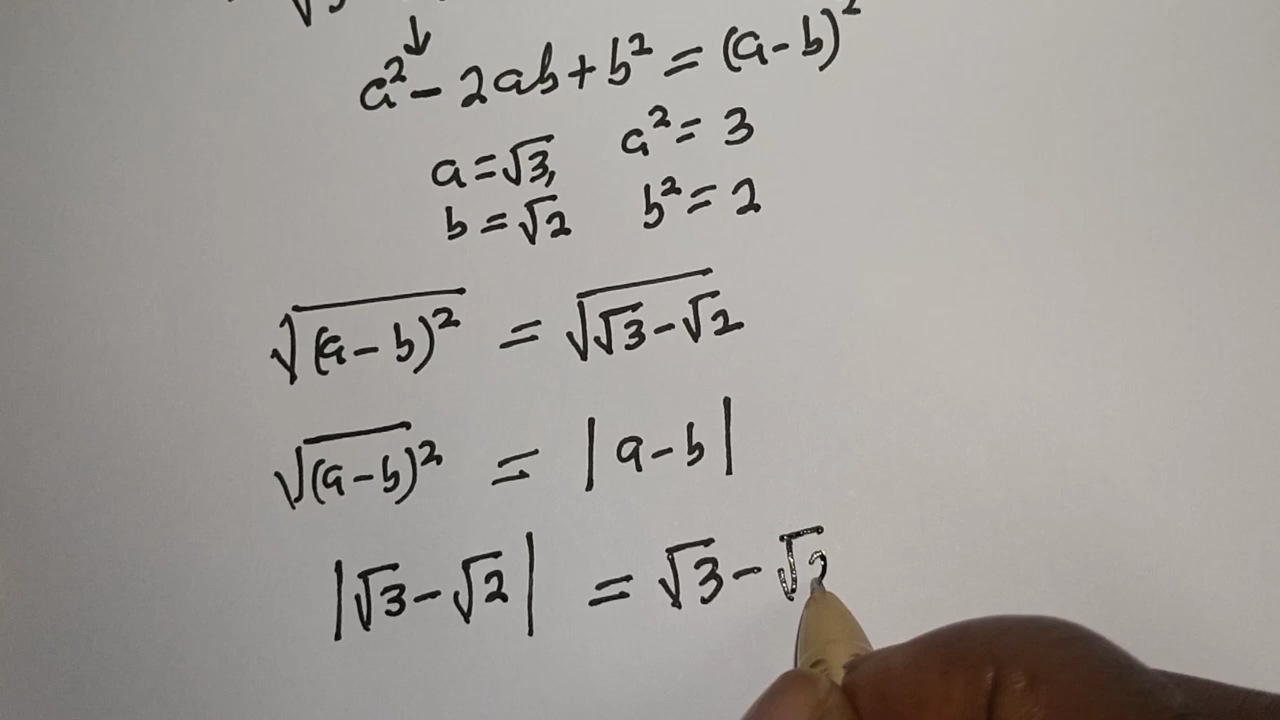 a² - 2ab + b² = (a - b)²
a = √3, a² = 3
b = √2 b² = 2
√(a - b)² = √√3 - √2
√(a - b)² = |a - b|
|√3 - √2| = √3 - √2